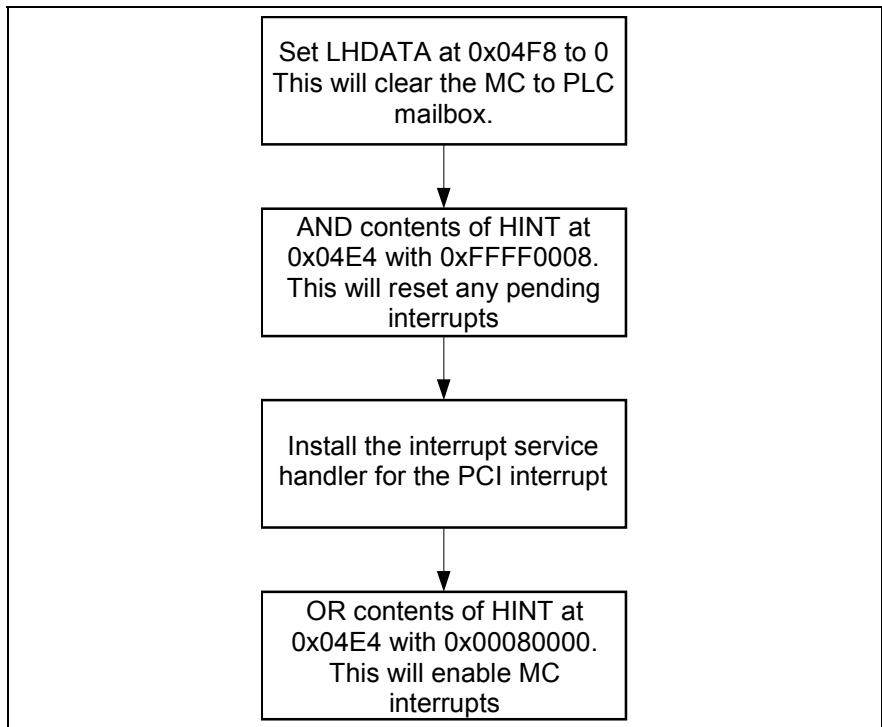 Set LHDATA at 0x04F8 to 0
This will clear the MC to PLC
mailbox.
AND contents of HINT at
0x04E4 with 0xFFFF0008.
This will reset any pending
interrupts
Install the interrupt service
handler for the PCI interrupt
OR contents of HINT at
0x04E4 with 0x00080000.
This will enable MC
interrupts